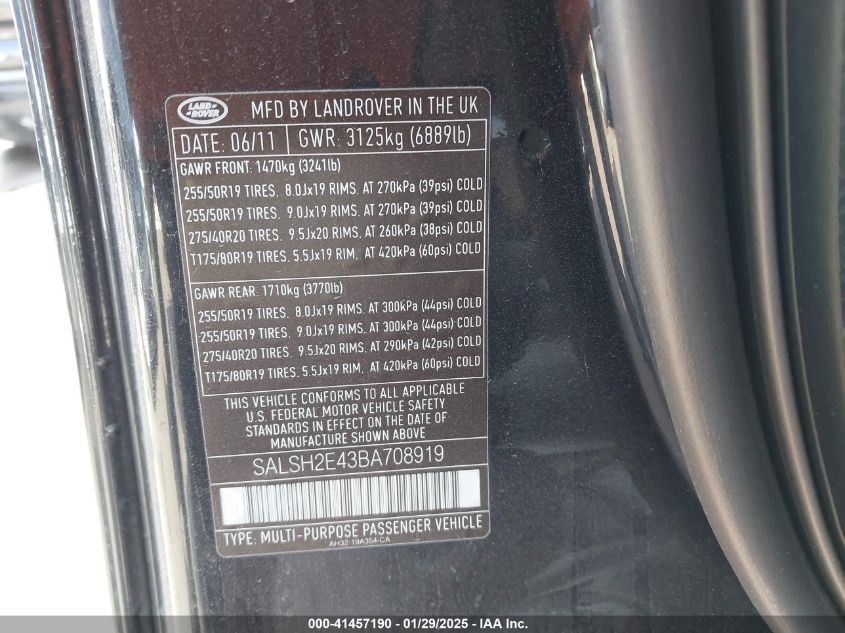 LAND ROVER
MFD BY LANDROVER IN THE UK
DATE: 06/11 GWR: 3125kg (6889lb)
GAWR FRONT: 1470kg (3241lb)
255/50R19 TIRES. 8.0Jx19 RIMS. AT 270kPa (39psi) COLD
255/50R19 TIRES. 9.0Jx19 RIMS. AT 270kPa (39psi) COLD
275/40R20 TIRES. 9.5Jx20 RIMS. AT 260kPa (38psi) COLD
T175/80R19 TIRES. 5.5Jx19 RIM. AT 420kPa (60psi) COLD
GAWR REAR: 1710kg (3770lb)
255/50R19 TIRES. 8.0Jx19 RIMS. AT 300kPa (44psi) COLD
255/50R19 TIRES. 9.0Jx19 RIMS. AT 300kPa (44psi) COLD
275/40R20 TIRES. 9.5Jx20 RIMS. AT 290kPa (42psi) COLD
T175/80R19 TIRES. 5.5Jx19 RIM. AT 420kPa (60psi) COLD
THIS VEHICLE CONFORMS TO ALL APPLICABLE
U.S. FEDERAL MOTOR VEHICLE SAFETY
STANDARDS IN EFFECT ON THE DATE OF
MANUFACTURE SHOWN ABOVE
SALSH2E43BA708919
TYPE: MULTI-PURPOSE PASSENGER VEHICLE
AH32-19A354-CA
000-41457190 - 01/29/2025 - IAA Inc.